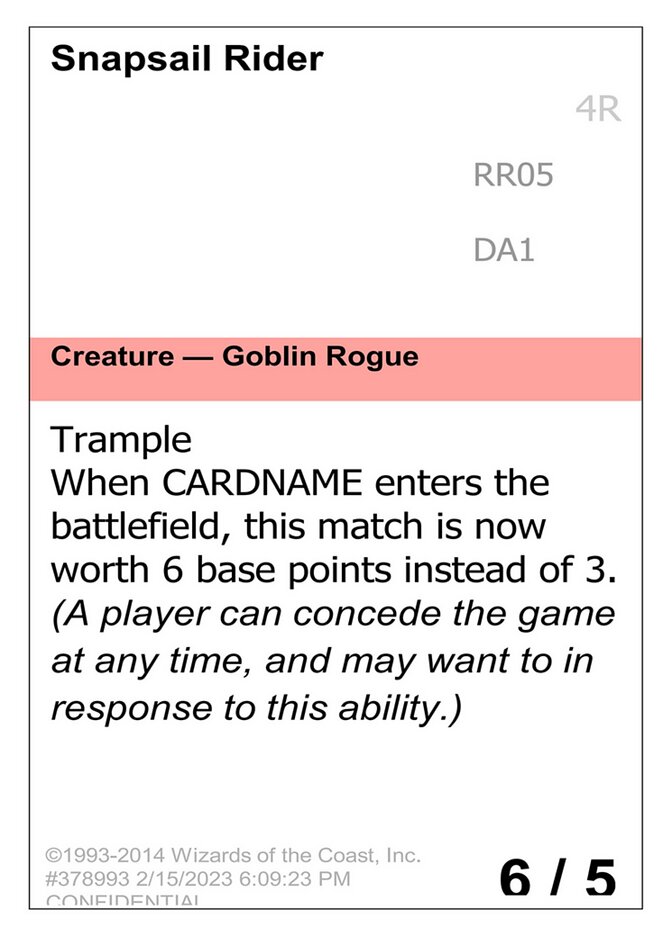 Snapsail Rider
4R
RR05
DA1
Creature — Goblin Rogue
Trample
When CARDNAME enters the
battlefield, this match is now
worth 6 base points instead of 3.
(A player can concede the game
at any time, and may want to in
response to this ability.)
©1993-2014 Wizards of the Coast, Inc.
#378993 2/15/2023 6:09:23 PM
CONFIDENTIAL
6 / 5